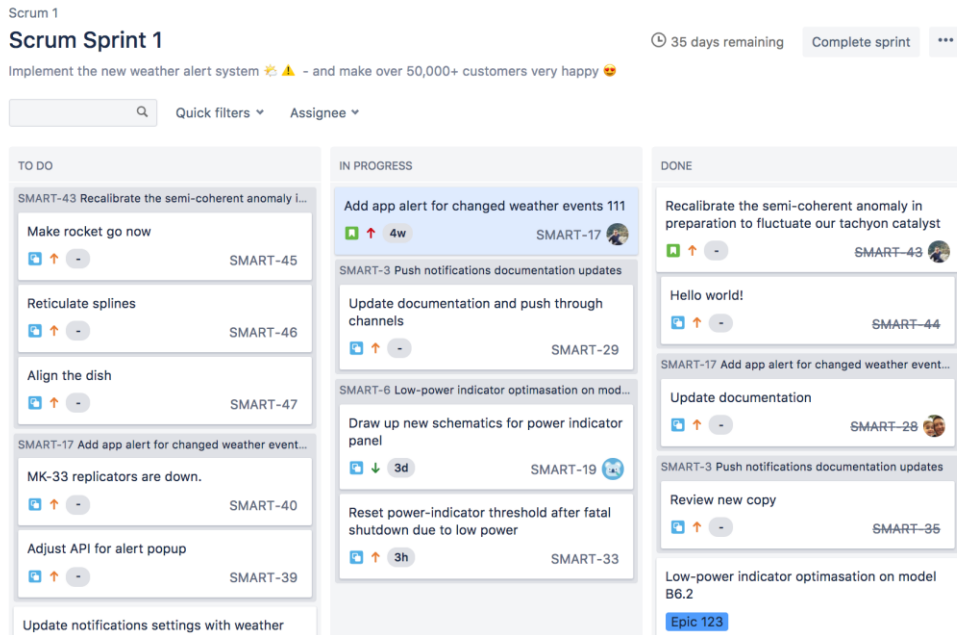 Scrum 1
Scrum Sprint 1
35 days remaining
Complete sprint
Implement the new weather alert system 🌤️ ⚠️ - and make over 50,000+ customers very happy 😍
Quick filters
Assignee
TO DO
SMART-43 Recalibrate the semi-coherent anomaly i...
Make rocket go now
-
SMART-45
Reticulate splines
-
SMART-46
Align the dish
-
SMART-47
SMART-17 Add app alert for changed weather event...
MK-33 replicators are down.
-
SMART-40
Adjust API for alert popup
-
SMART-39
Update notifications settings with weather
IN PROGRESS
Add app alert for changed weather events 111
4w
SMART-17
SMART-3 Push notifications documentation updates
Update documentation and push through
channels
-
SMART-29
SMART-6 Low-power indicator optimasation on mod...
Draw up new schematics for power indicator
panel
3d
SMART-19
Reset power-indicator threshold after fatal
shutdown due to low power
3h
SMART-33
DONE
Recalibrate the semi-coherent anomaly in
preparation to fluctuate our tachyon catalyst
-
SMART-43
Hello world!
-
SMART-44
SMART-17 Add app alert for changed weather event...
Update documentation
-
SMART-28
SMART-3 Push notifications documentation updates
Review new copy
-
SMART-35
Low-power indicator optimasation on model
B6.2
Epic 123